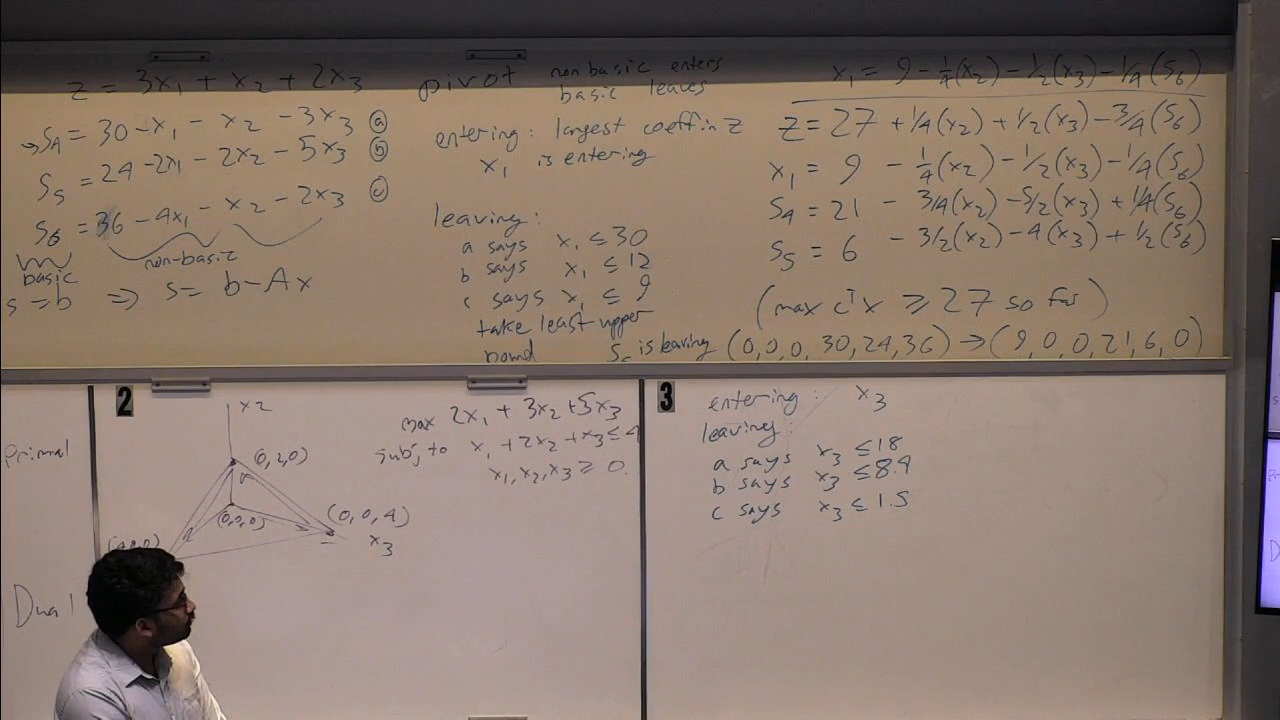 z = 3x₁ + x₂ + 2x₃
→ S₄ = 30 - x₁ - x₂ - 3x₃ ⓐ
S₅ = 24 - 2x₁ - 2x₂ - 5x₃ ⓑ
S₆ = 36 - 4x₁ - x₂ - 2x₃ ⓒ
basic
non-basic
s = b ⇒ s = b - Ax
pivot nonbasic enters
basic leaves
entering: largest coeff in z
x₁ is entering
leaving:
a says x₁ ≤ 30
b says x₁ ≤ 12
c says x₁ ≤ 9
take least upper
bound
is leaving (0,0,0, 30, 24, 36) → (9, 0, 0, 21, 6, 0)
x₁ = 9 - 1/4(x₂) - 1/2(x₃) - 1/4(S₆)
z = 27 + 1/4(x₂) + 1/2(x₃) - 3/4(S₆)
x₁ = 9 - 1/4(x₂) - 1/2(x₃) - 1/4(S₆)
S₄ = 21 - 3/4(x₂) - 5/2(x₃) + 1/4(S₆)
S₅ = 6 - 3/2(x₂) - 4(x₃) + 1/2(S₆)
(max cᵀx ≥ 27 so far)
Primal
Dual
2
x₂
(0,2,0)
(0,0,0)
(0,0,4)
x₃
max 2x₁ + 3x₂ + 5x₃
subj to x₁ + 2x₂ + x₃ ≤ 4
x₁, x₂, x₃ ≥ 0.
3
entering: x₃
leaving:
a says x₃ ≤ 18
b says x₃ ≤ 8.4
c says x₃ ≤ 1.5